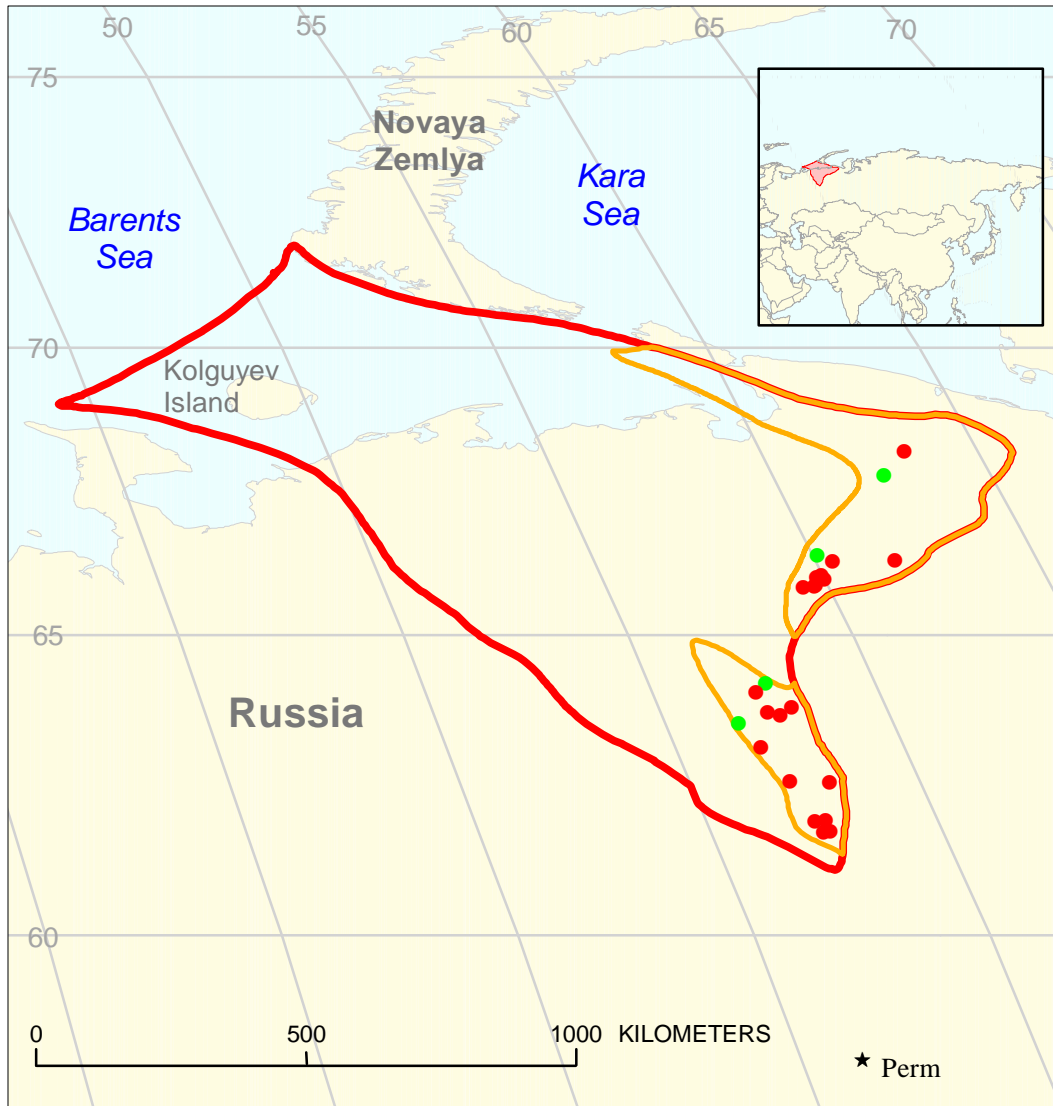 50
55
60
65
70
75
Novaya
Zemlya
Kara
Sea
Barents
Sea
70
Kolguyev
Island
65
Russia
60
0
500
1000 KILOMETERS
Perm